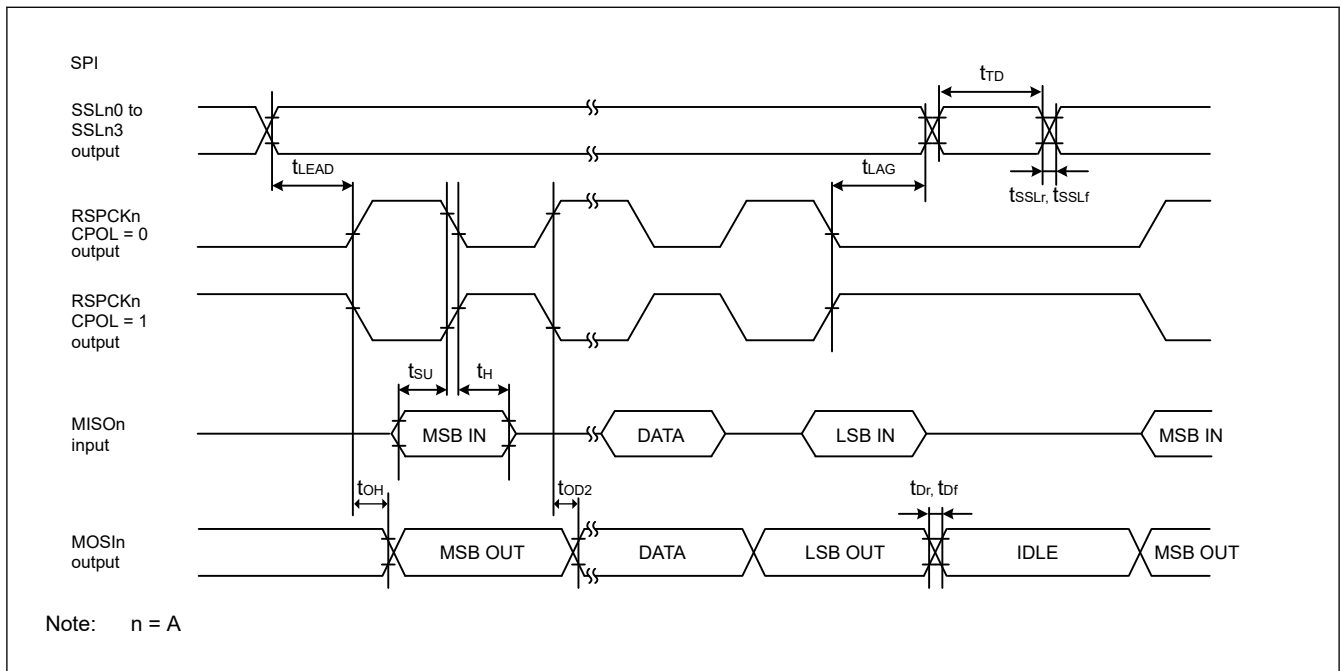 SPI
tTD
SSLn0 to
SSLn3
output
tLEAD
tLAG
tSSLr, tSSLf
RSPCKn
CPOL = 0
output
RSPCKn
CPOL = 1
output
tSU
tH
MISOn
input
MSB IN
DATA
LSB IN
MSB IN
tOH
tOD2
tDr, tDf
MOSIn
output
MSB OUT
DATA
LSB OUT
IDLE
MSB OUT
Note: n = A